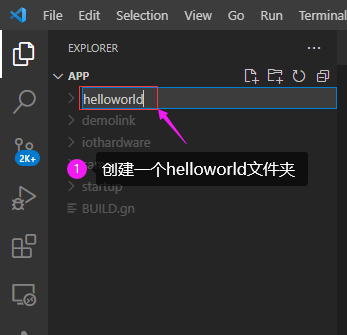 File Edit Selection View Go Run Terminal
EXPLORER
APP
helloworld
demolink
iothardware
1 创建一个helloworld文件夹
startup
BUILD.gn
2K+